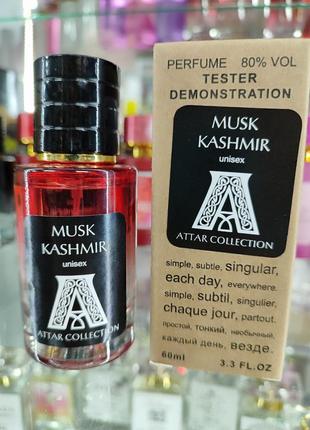 MUSK
KASHMIR
unisex
A
ATTAR COLLECTION
PERFUME 80% VOL
TESTER
DEMONSTRATION
MUSK
KASHMIR
unisex
A
ATTAR COLLECTION
simple, subtle, singular,
each day, everywhere.
simple, subtil, singulier,
chaque jour, partout.
простой, тонкий, необычный,
каждый день, везде.
60ml 3.3 FL.OZ